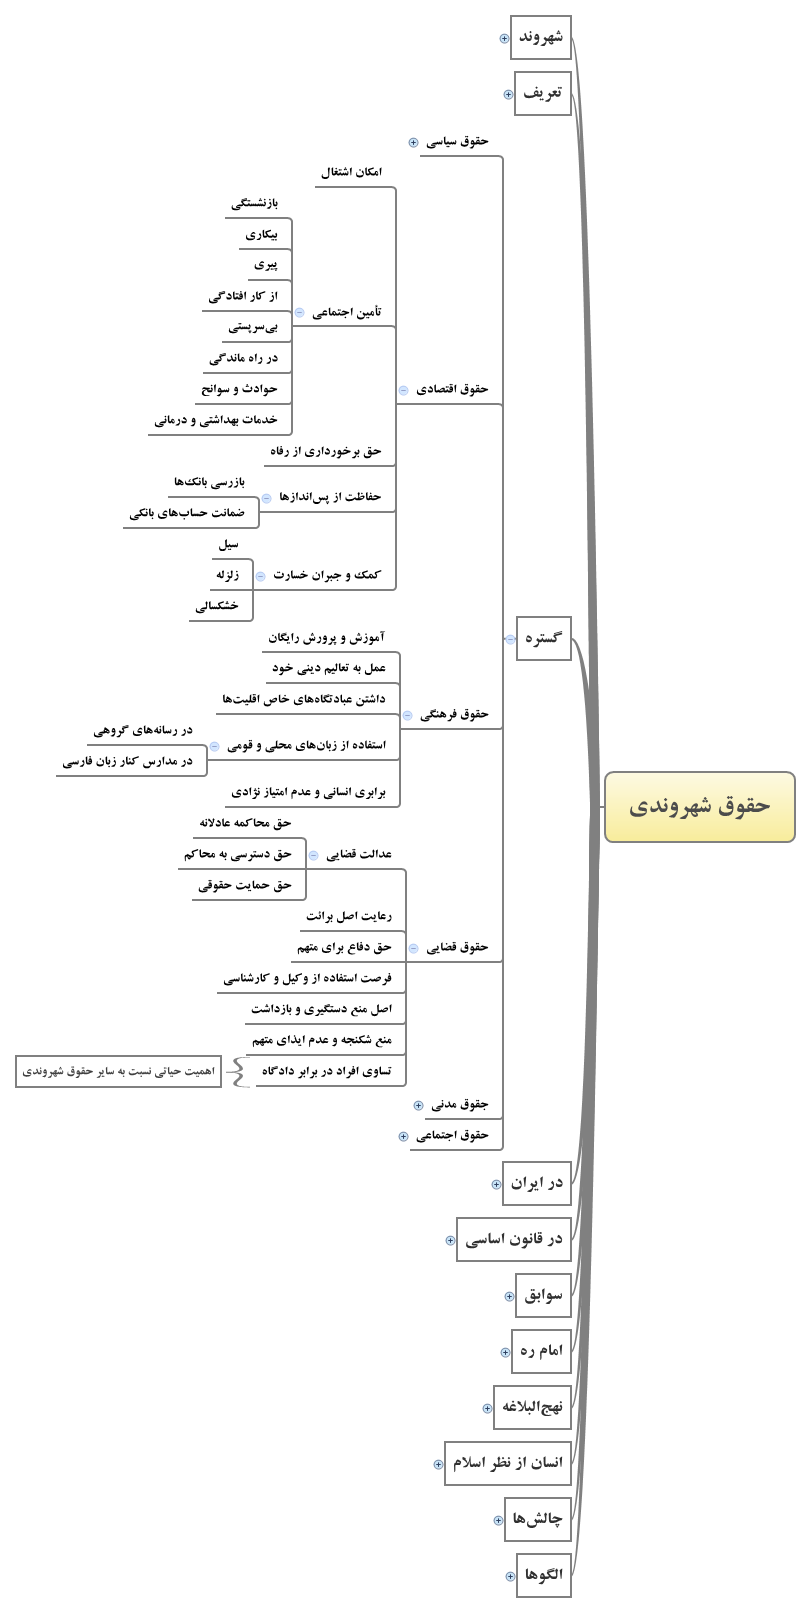 حقوق شهروندی
شهروند
تعریف
گستره
حقوق سیاسی
حقوق اقتصادی
امکان اشتغال
تأمین اجتماعی
بازنشستگی
بیکاری
پیری
از کار افتادگی
بی‌سرپستی
در راه ماندگی
حوادث و سوانح
خدمات بهداشتی و درمانی
حق برخورداری از رفاه
حفاظت از پس‌اندازها
بازرسی بانک‌ها
ضمانت حساب‌های بانکی
کمک و جبران خسارت
سیل
زلزله
خشکسالی
حقوق فرهنگی
آموزش و پرورش رایگان
عمل به تعالیم دینی خود
داشتن عبادتگاه‌های خاص اقلیت‌ها
استفاده از زبان‌های محلی و قومی
در رسانه‌های گروهی
در مدارس کنار زبان فارسی
برابری انسانی و عدم امتیاز نژادی
حقوق قضایی
عدالت قضایی
حق محاکمه عادلانه
حق دسترسی به محاکم
حق حمایت حقوقی
رعایت اصل برائت
حق دفاع برای متهم
فرصت استفاده از وکیل و کارشناسی
اصل منع دستگیری و بازداشت
منع شکنجه و عدم ایذای متهم
تساوی افراد در برابر دادگاه
اهمیت حیاتی نسبت به سایر حقوق شهروندی
جقوق مدنی
حقوق اجتماعی
در ایران
در قانون اساسی
سوابق
امام ره
نهج‌البلاغه
انسان از نظر اسلام
چالش‌ها
الگوها